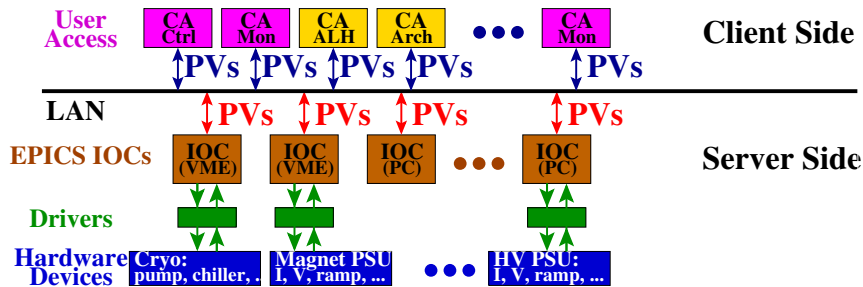 User
Access
CA
Ctrl
CA
Mon
CA
ALH
CA
Arch
CA
Mon
Client Side
PVs
PVs
PVs
PVs
PVs
LAN
PVs
PVs
PVs
PVs
EPICS IOCs
IOC
(VME)
IOC
(VME)
IOC
(PC)
IOC
(PC)
Server Side
Drivers
Hardware
Devices
Cryo:
pump, chiller, ..
Magnet PSU
I, V, ramp, ...
HV PSU:
I, V, ramp, ...